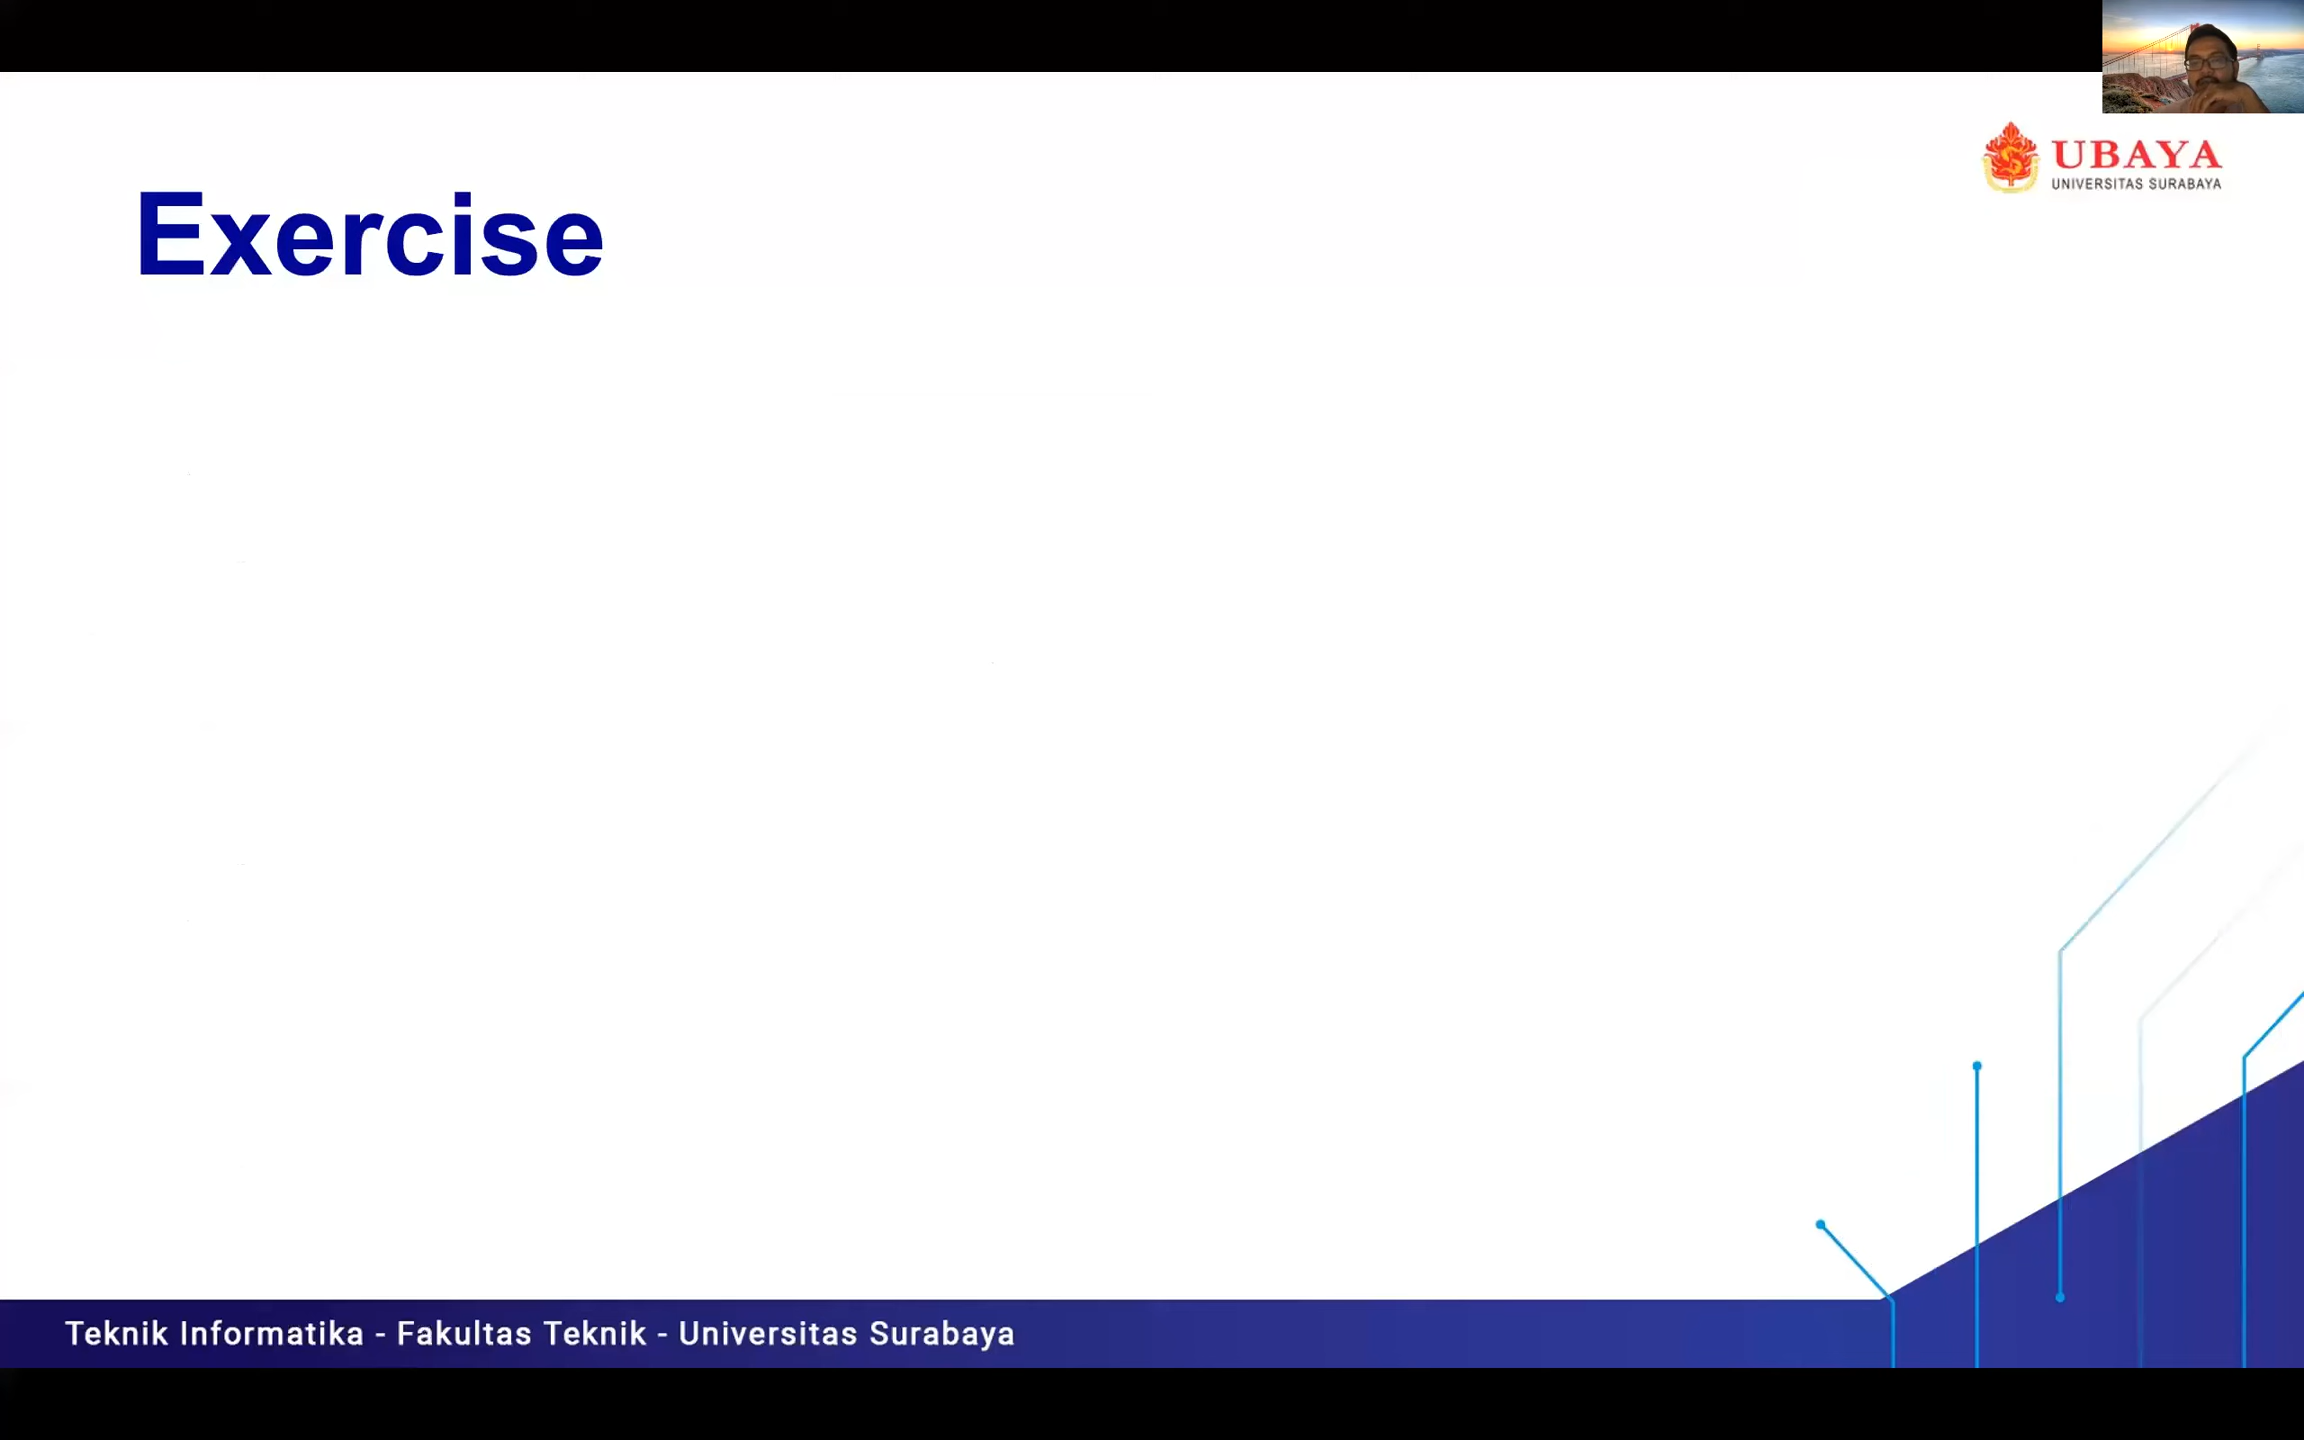 UBAYA
UNIVERSITAS SURABAYA
Exercise
Teknik Informatika - Fakultas Teknik - Universitas Surabaya